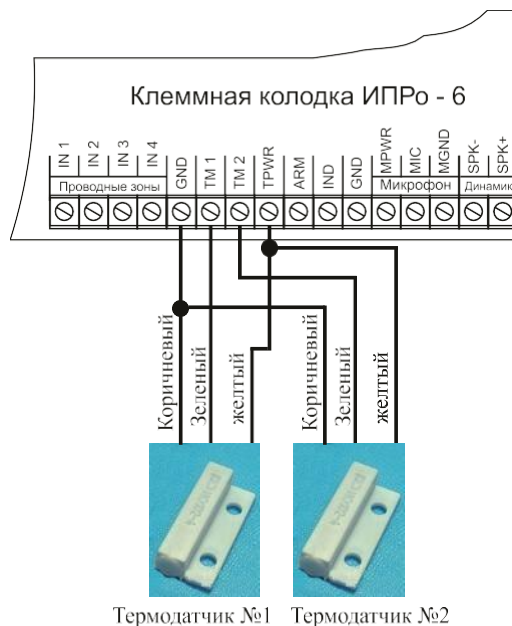 Клеммная колодка ИПРо - 6
IN 1
IN 2
IN 3
IN 4
GND
TM 1
TM 2
TPWR
ARM
IND
GND
MPWR
MIC
MGND
SPK-
SPK+
Проводные зоны
Микрофон
Динамик
Коричневый
Зеленый
желтый
Коричневый
Зеленый
желтый
Термодатчик №1
Термодатчик №2